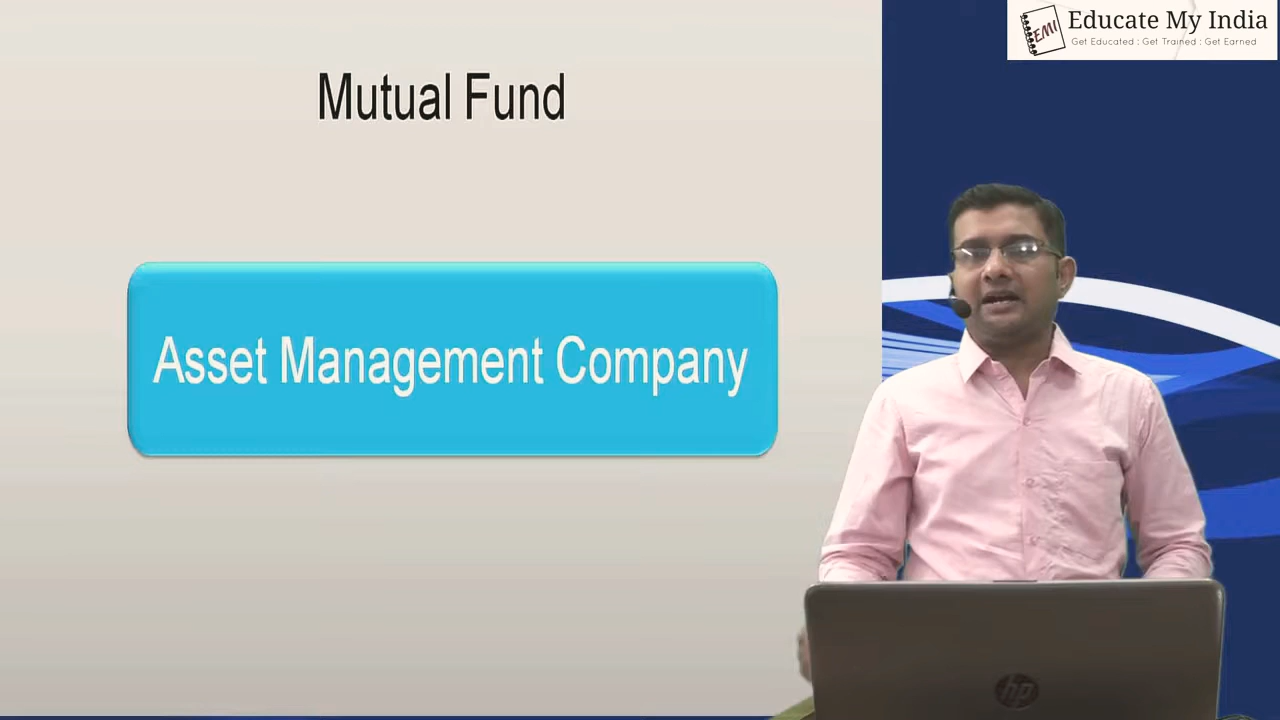 EMI
Educate My India
Get Educated : Get Trained : Get Earned
Mutual Fund
Asset Management Company
hp